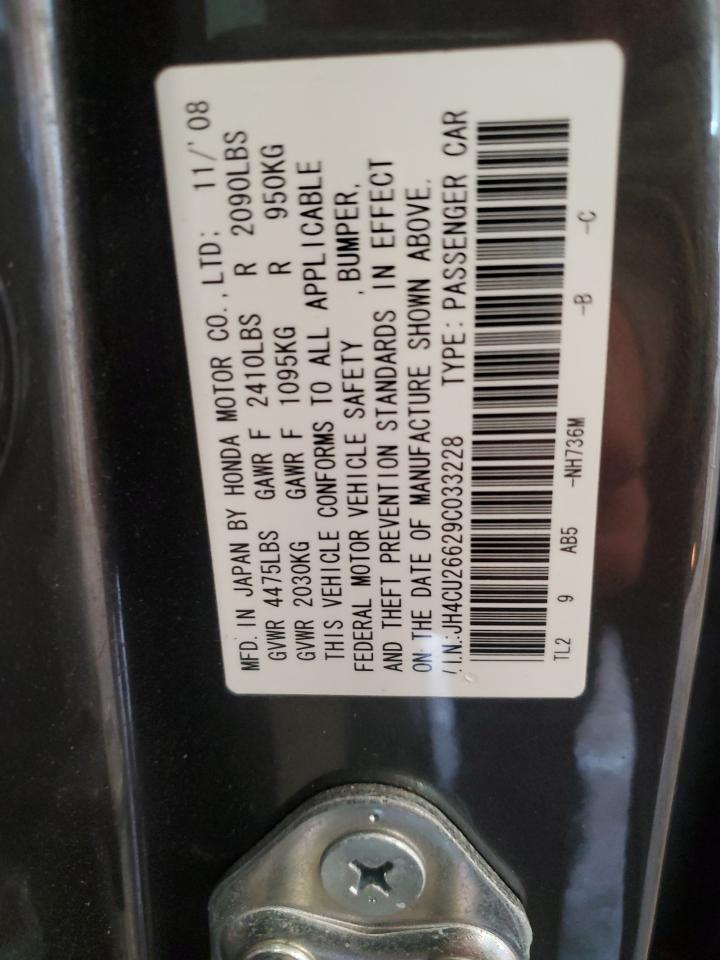 MFD. IN JAPAN BY HONDA MOTOR CO., LTD: 11/'08
GVWR 4475LBS GAWR F 2410LBS R 2090LBS
GVWR 2030KG GAWR F 1095KG R 950KG
THIS VEHICLE CONFORMS TO ALL APPLICABLE
FEDERAL MOTOR VEHICLE SAFETY , BUMPER,
AND THEFT PREVENTION STANDARDS IN EFFECT
ON THE DATE OF MANUFACTURE SHOWN ABOVE.
.I.N.:JH4CU26629C033228 TYPE: PASSENGER CAR
TL2 9 AB5 -NH736M -B -C